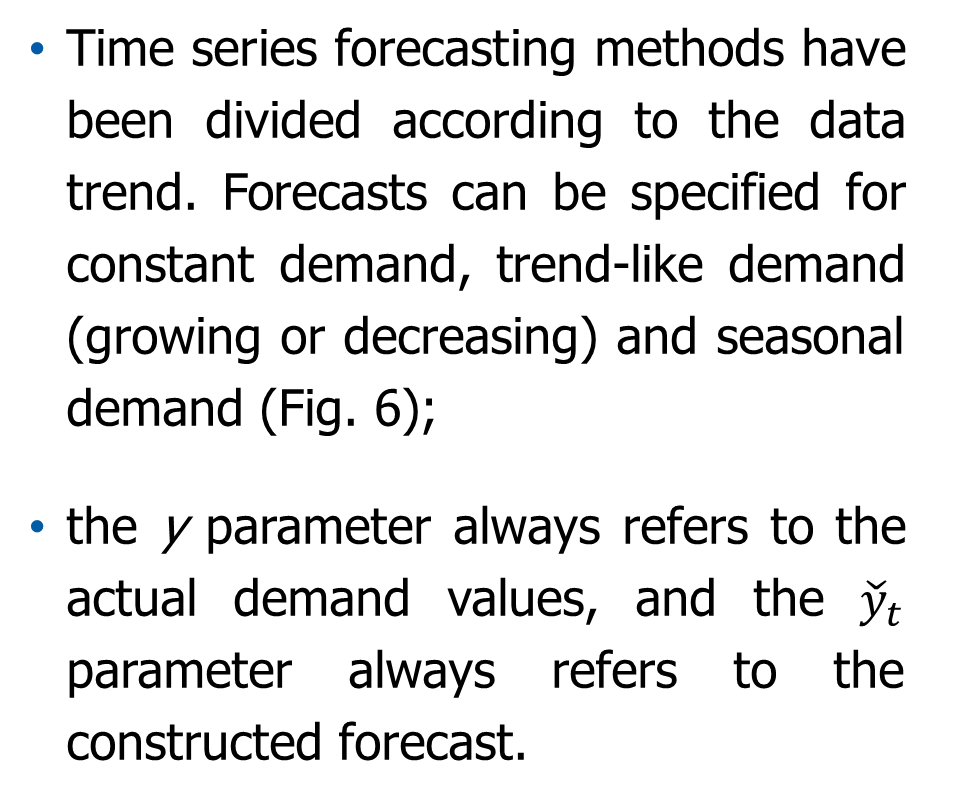 • Time series forecasting methods have
been divided according to the data
trend. Forecasts can be specified for
constant demand, trend-like demand
(growing or decreasing) and seasonal
demand (Fig. 6);
• the y parameter always refers to the
actual demand values, and the y̌ₜ
parameter always refers to the
constructed forecast.